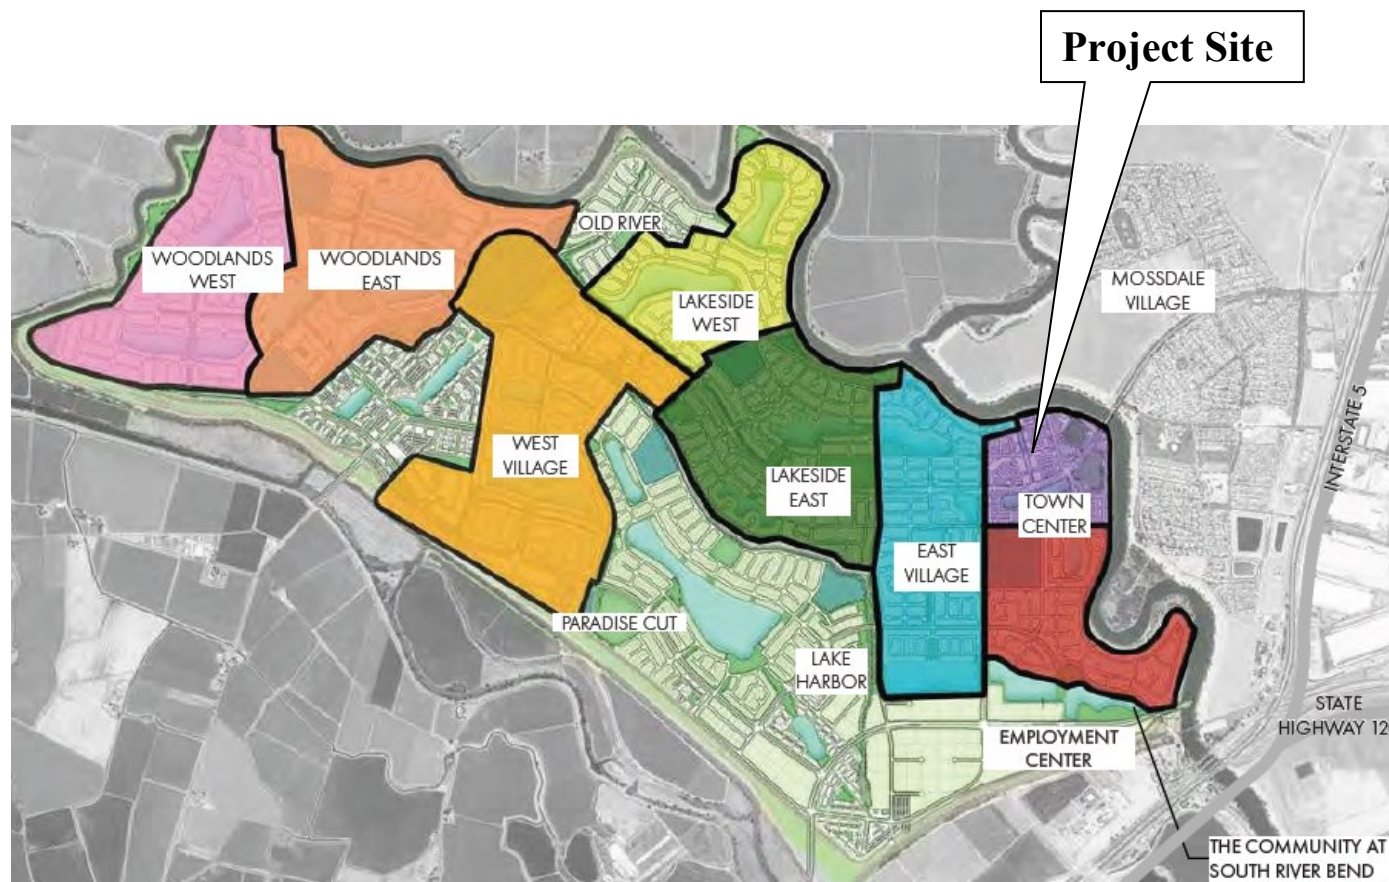 Project Site
OLD RIVER
WOODLANDS
WEST
WOODLANDS
EAST
MOSSDALE
VILLAGE
LAKESIDE
WEST
INTERSTATE 5
WEST
VILLAGE
LAKESIDE
EAST
TOWN
CENTER
EAST
VILLAGE
PARADISE CUT
LAKE
HARBOR
STATE
HIGHWAY 12
EMPLOYMENT
CENTER
THE COMMUNITY AT
SOUTH RIVER BEND